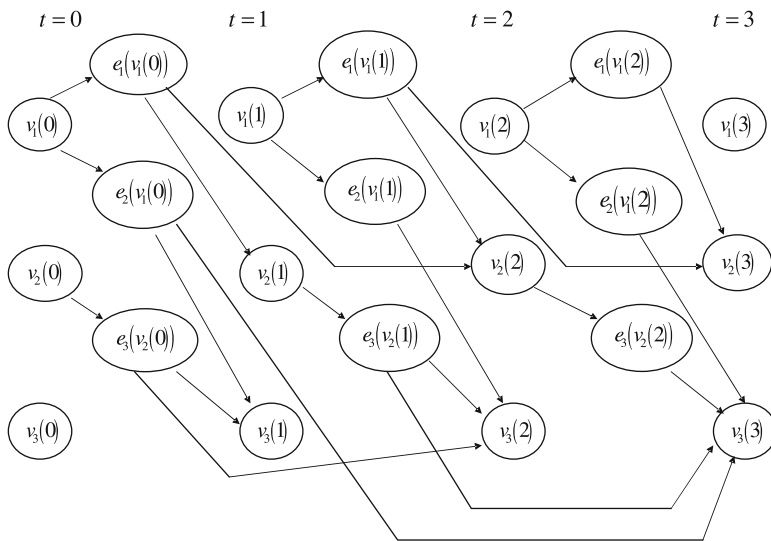 t = 0 t = 1 t = 2 t = 3
e₁(v₁(0)) e₁(v₁(1)) e₁(v₁(2))
v₁(0) v₁(1) v₁(2) v₁(3)
e₂(v₁(0)) e₂(v₁(1)) e₂(v₁(2))
v₂(0) v₂(1) v₂(2) v₂(3)
e₃(v₂(0)) e₃(v₂(1)) e₃(v₂(2))
v₃(0) v₃(1) v₃(2) v₃(3)